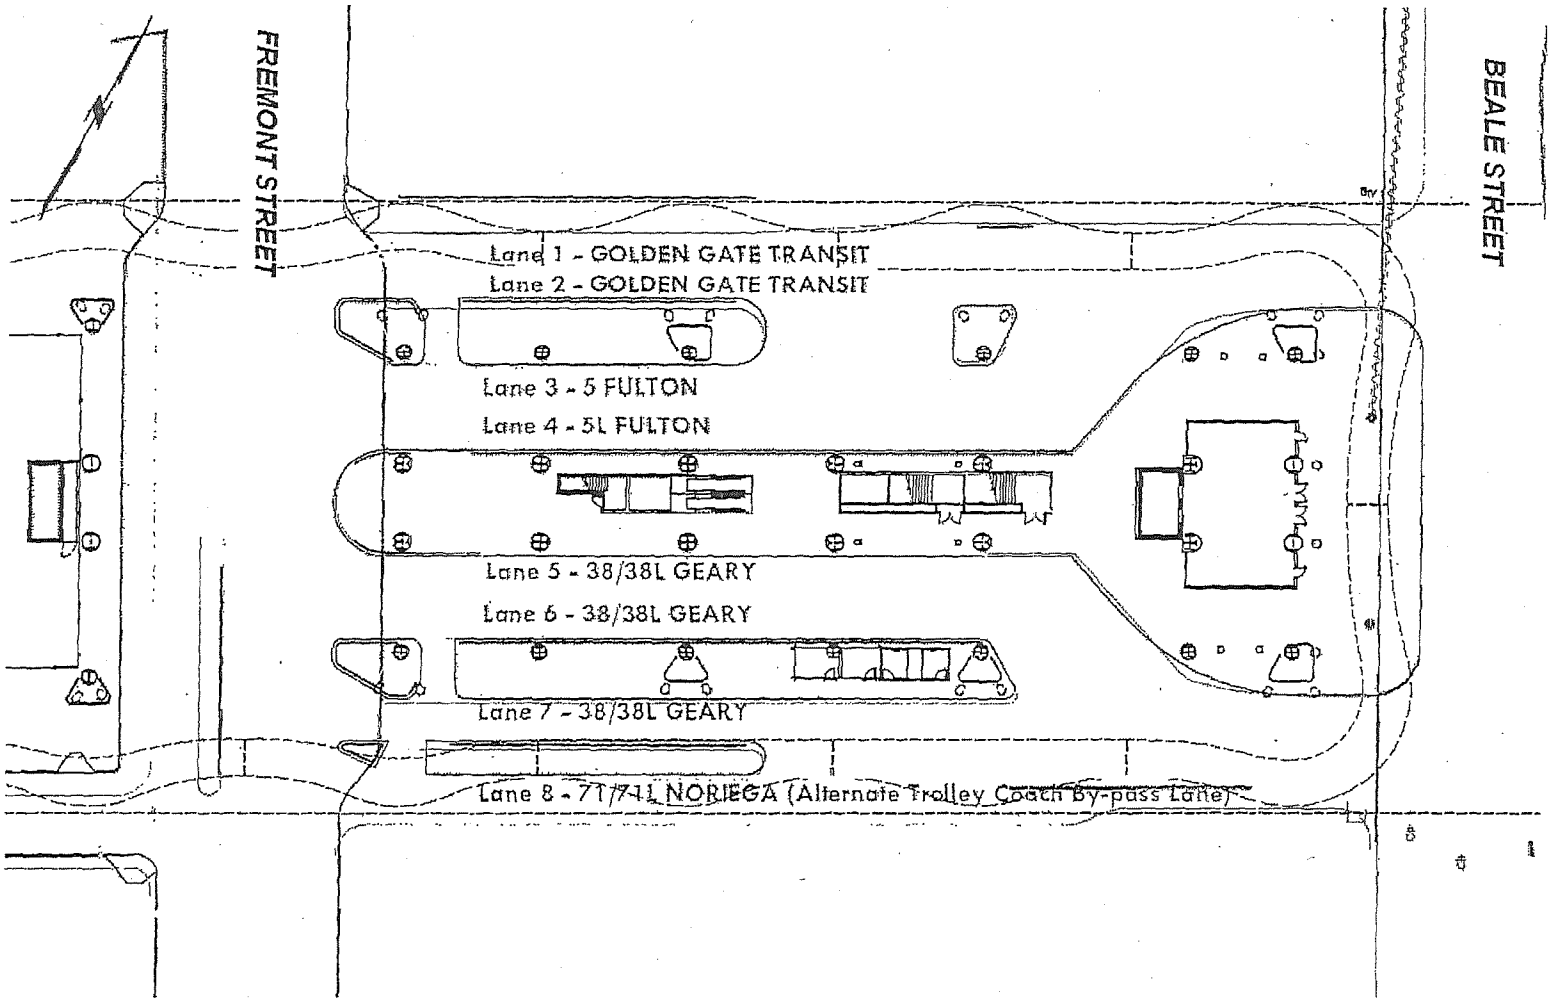 FREMONT STREET
BEALE STREET
Lane 1 - GOLDEN GATE TRANSIT
Lane 2 - GOLDEN GATE TRANSIT
Lane 3 - 5 FULTON
Lane 4 - 5L FULTON
Lane 5 - 38/38L GEARY
Lane 6 - 38/38L GEARY
Lane 7 - 38/38L GEARY
Lane 8 - 71/71L NORIEGA (Alternate Trolley Coach By-pass Lane)